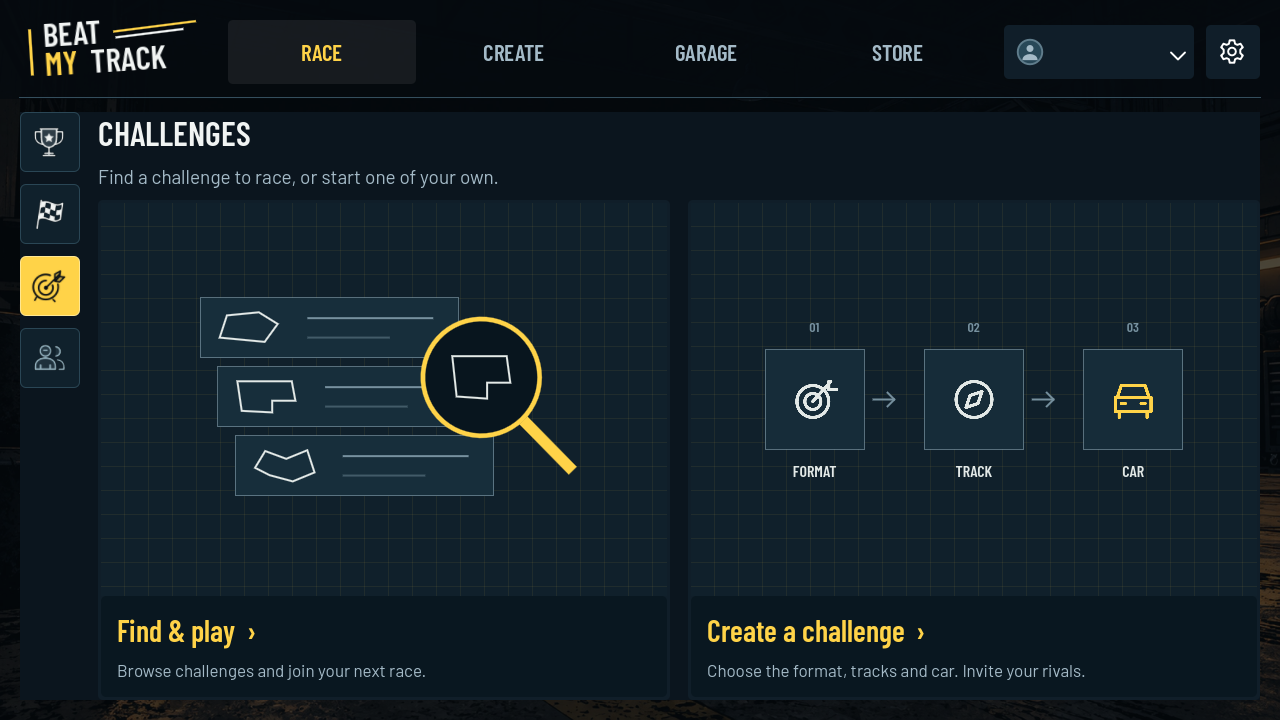 BEAT
MY TRACK
RACE
CREATE
GARAGE
STORE
CHALLENGES
Find a challenge to race, or start one of your own.
01
02
03
FORMAT
TRACK
CAR
Find & play ›
Browse challenges and join your next race.
Create a challenge ›
Choose the format, tracks and car. Invite your rivals.